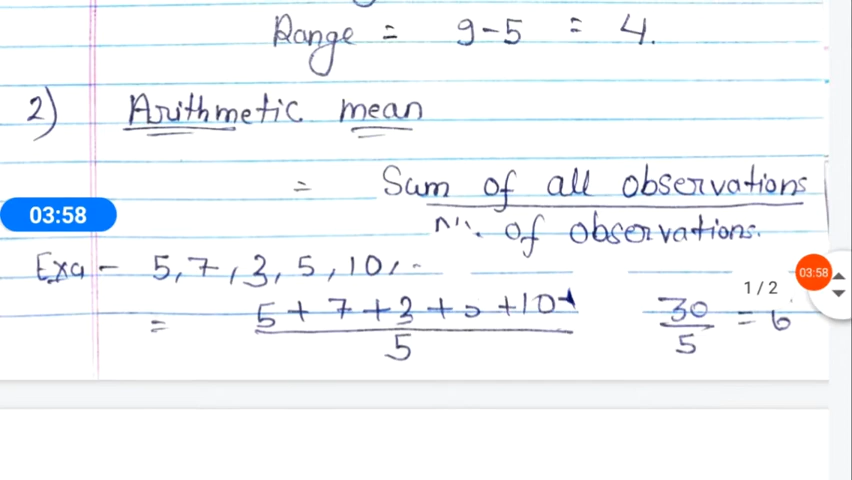 Range = 9-5 = 4.
2) Arithmetic mean
= Sum of all observations
of observations.
03:58
Exa - 5, 7, 3, 5, 10,
03:58
1 / 2
= 5 + 7 + 3 + 5 + 10
5
30
5
= 6